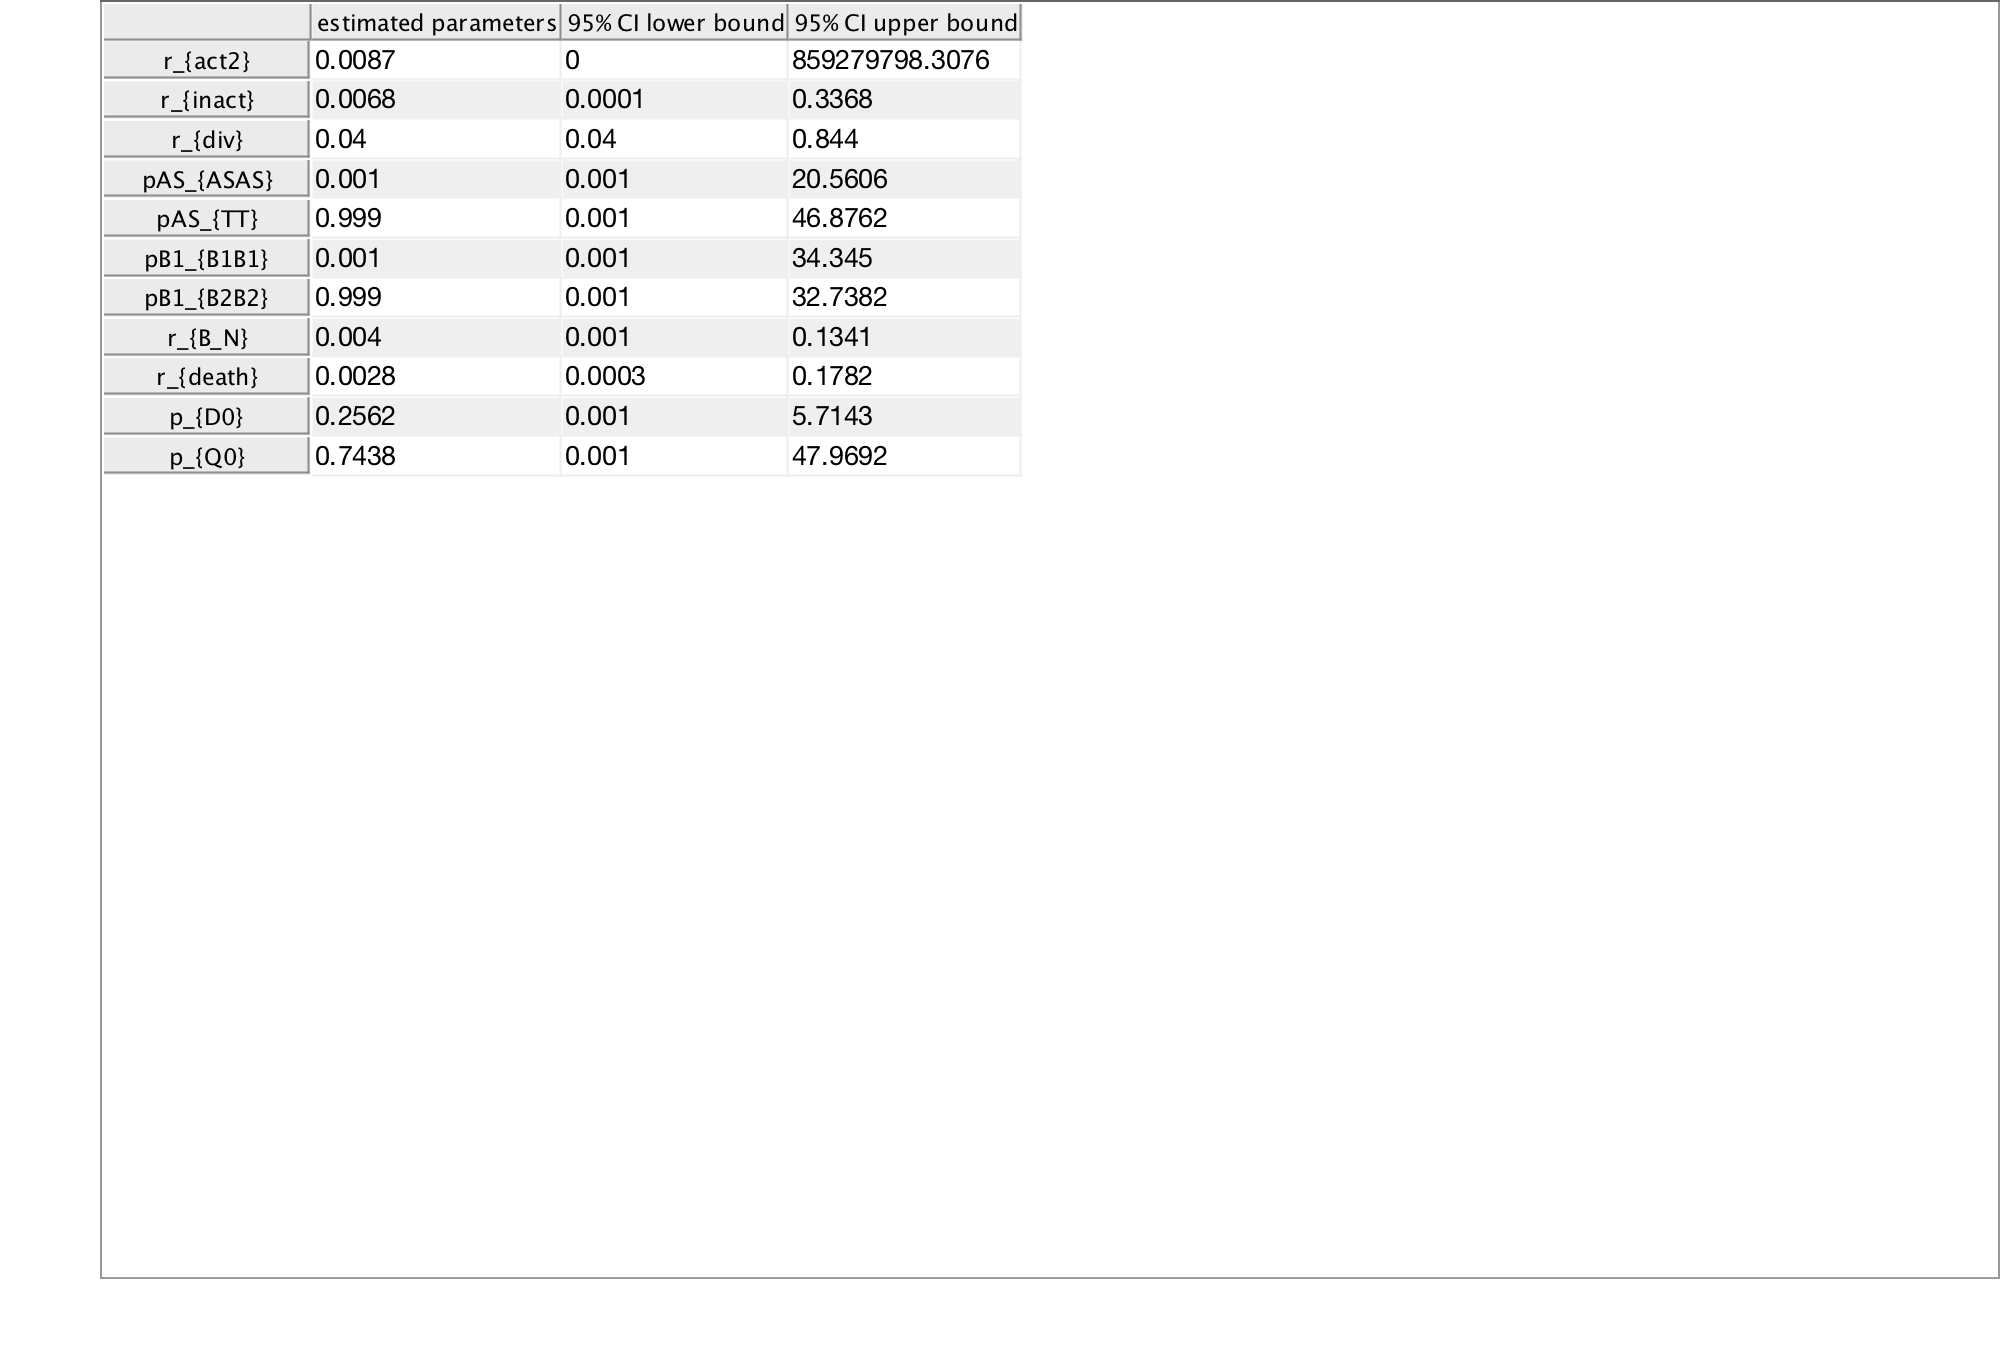 estimated parameters 95% CI lower bound 95% CI upper bound
r_{act2} 0.0087 0 859279798.3076
r_{inact} 0.0068 0.0001 0.3368
r_{div} 0.04 0.04 0.844
pAS_{ASAS} 0.001 0.001 20.5606
pAS_{TT} 0.999 0.001 46.8762
pB1_{B1B1} 0.001 0.001 34.345
pB1_{B2B2} 0.999 0.001 32.7382
r_{B_N} 0.004 0.001 0.1341
r_{death} 0.0028 0.0003 0.1782
p_{D0} 0.2562 0.001 5.7143
p_{Q0} 0.7438 0.001 47.9692